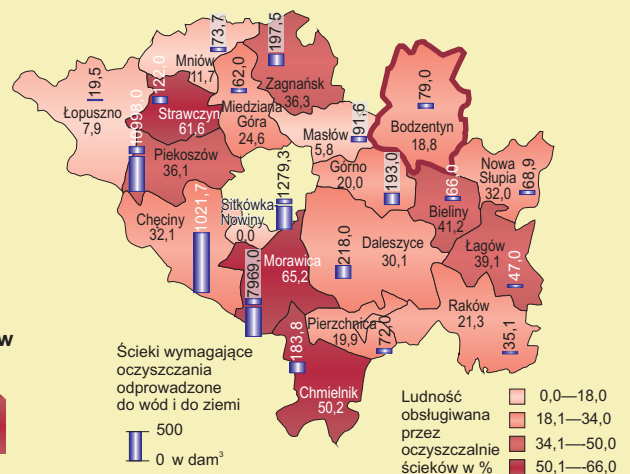 73,7
Mniów
11,7
197,5
Zagnańsk
36,3
19,5
Łopuszno
7,9
122,0
Strawczyn
61,6
62,0
Miedziana
Góra
24,6
79,0
Bodzentyn
18,8
91,6
Masłów
5,8
Piekoszów
36,1
193,0
Górno
20,0
66,0
Bieliny
41,2
Nowa
Słupia
32,0
68,9
1279,3
Sitkówka-
Nowiny
0,0
1021,7
Chęciny
32,1
218,0
Daleszyce
30,1
Łagów
39,1
47,0
7969,0
Morawica
65,2
Raków
21,3
35,1
Pierzchnica
19,9
72,0
183,8
Chmielnik
50,2
w
Ścieki wymagające
oczyszczania
odprowadzone
do wód i do ziemi
500
0 w dam³
Ludność
obsługiwana
przez
oczyszczalnie
ścieków w %
0,0—18,0
18,1—34,0
34,1—-50,0
50,1—-66,0